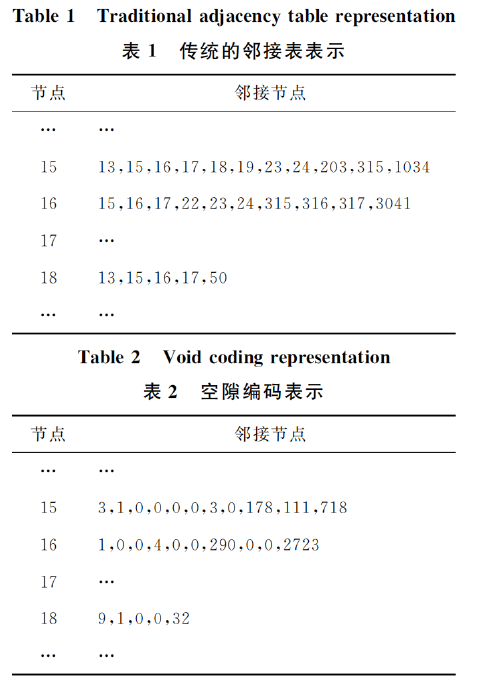 Table 1 Traditional adjacency table representation
表 1 传统的邻接表表示
节点 邻接节点
… …
15 13,15,16,17,18,19,23,24,203,315,1034
16 15,16,17,22,23,24,315,316,317,3041
17 …
18 13,15,16,17,50
… …
Table 2 Void coding representation
表 2 空隙编码表示
节点 邻接节点
… …
15 3,1,0,0,0,0,3,0,178,111,718
16 1,0,0,4,0,0,290,0,0,2723
17 …
18 9,1,0,0,32
… …